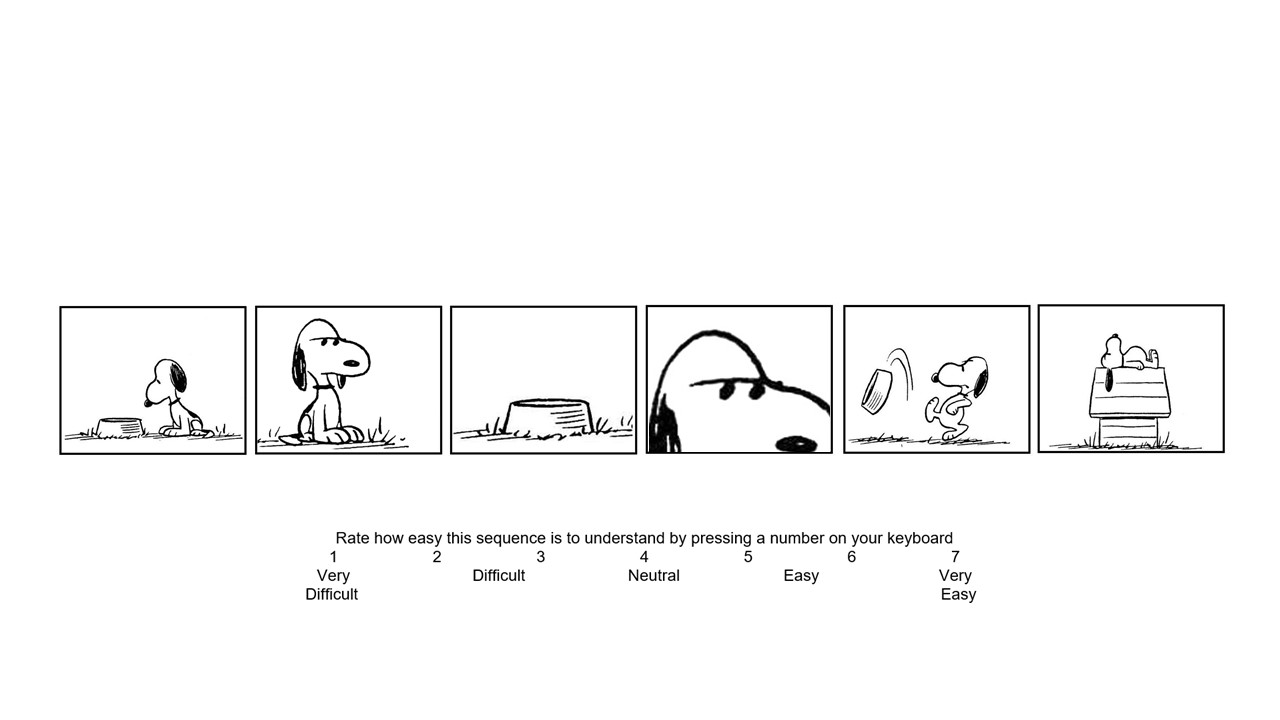 Rate how easy this sequence is to understand by pressing a number on your keyboard
1 2 3 4 5 6 7
Very Difficult Neutral Easy Very
Difficult Easy